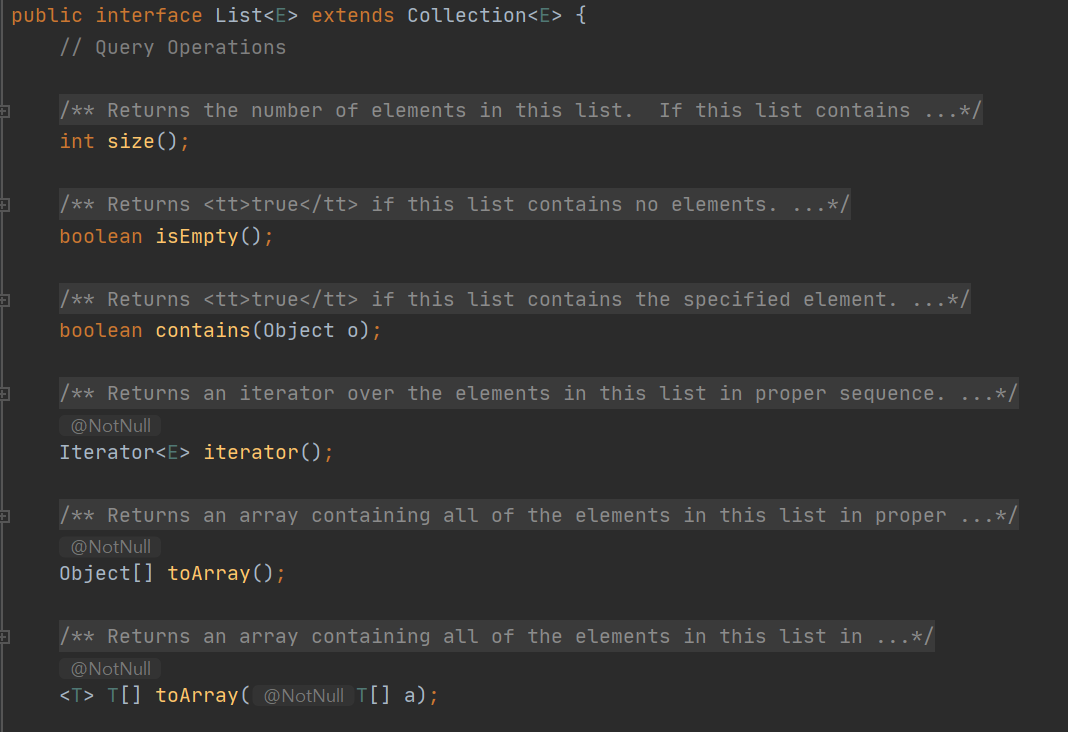 public interface List<E> extends Collection<E> {
// Query Operations
/** Returns the number of elements in this list.  If this list contains ...*/
int size();
/** Returns <tt>true</tt> if this list contains no elements. ...*/
boolean isEmpty();
/** Returns <tt>true</tt> if this list contains the specified element. ...*/
boolean contains(Object o);
/** Returns an iterator over the elements in this list in proper sequence. ...*/
@NotNull
Iterator<E> iterator();
/** Returns an array containing all of the elements in this list in proper ...*/
@NotNull
Object[] toArray();
/** Returns an array containing all of the elements in this list in ...*/
@NotNull
<T> T[] toArray( @NotNull T[] a);